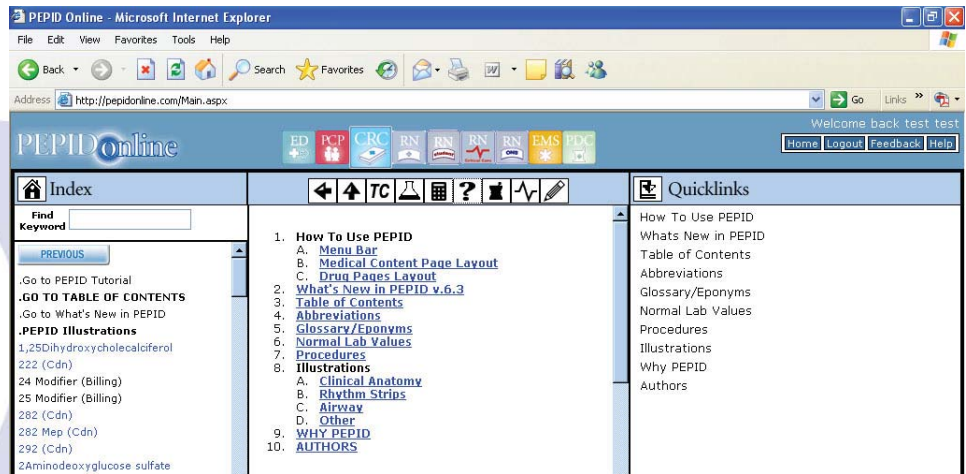 PEPID Online - Microsoft Internet Explorer
File Edit View Favorites Tools Help
Back Search Favorites
Address http://pepidonline.com/Main.aspx Go Links »
PEPID Online
ED PCP CRC RN RN RN RN EMS PDC
student Critical Care ONE
Welcome back test test
Home Logout Feedback Help
Index
Find Keyword
PREVIOUS
.Go to PEPID Tutorial
.GO TO TABLE OF CONTENTS
.Go to What's New in PEPID
.PEPID Illustrations
1,25Dihydroxycholecalciferol
222 (Cdn)
24 Modifier (Billing)
25 Modifier (Billing)
282 (Cdn)
282 Mep (Cdn)
292 (Cdn)
2Aminodeoxyglucose sulfate
TC ?
1. How To Use PEPID
A. Menu Bar
B. Medical Content Page Layout
C. Drug Pages Layout
2. What's New in PEPID v.6.3
3. Table of Contents
4. Abbreviations
5. Glossary/Eponyms
6. Normal Lab Values
7. Procedures
8. Illustrations
A. Clinical Anatomy
B. Rhythm Strips
C. Airway
D. Other
9. WHY PEPID
10. AUTHORS
Quicklinks
How To Use PEPID
Whats New in PEPID
Table of Contents
Abbreviations
Glossary/Eponyms
Normal Lab Values
Procedures
Illustrations
Why PEPID
Authors